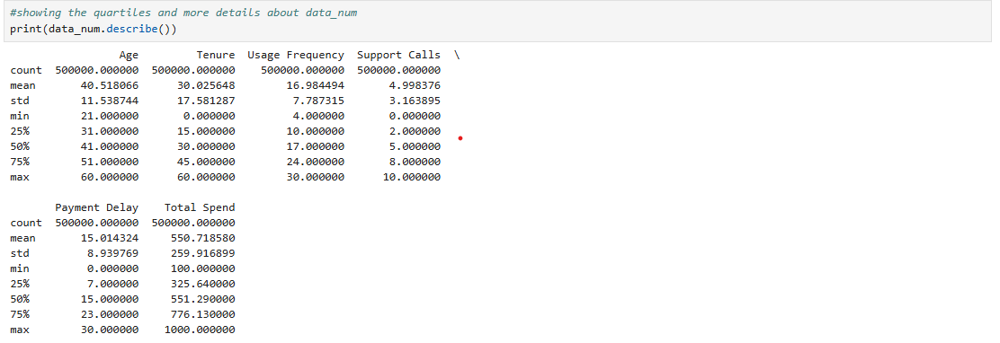 #showing the quartiles and more details about data_num
print(data_num.describe())
Age Tenure Usage Frequency Support Calls \
count 500000.000000 500000.000000 500000.000000 500000.000000
mean 40.518066 30.025648 16.984494 4.998376
std 11.538744 17.581287 7.787315 3.163895
min 21.000000 0.000000 4.000000 0.000000
25% 31.000000 15.000000 10.000000 2.000000
50% 41.000000 30.000000 17.000000 5.000000
75% 51.000000 45.000000 24.000000 8.000000
max 60.000000 60.000000 30.000000 10.000000
Payment Delay Total Spend
count 500000.000000 500000.000000
mean 15.014324 550.718580
std 8.939769 259.916899
min 0.000000 100.000000
25% 7.000000 325.640000
50% 15.000000 551.290000
75% 23.000000 776.130000
max 30.000000 1000.000000